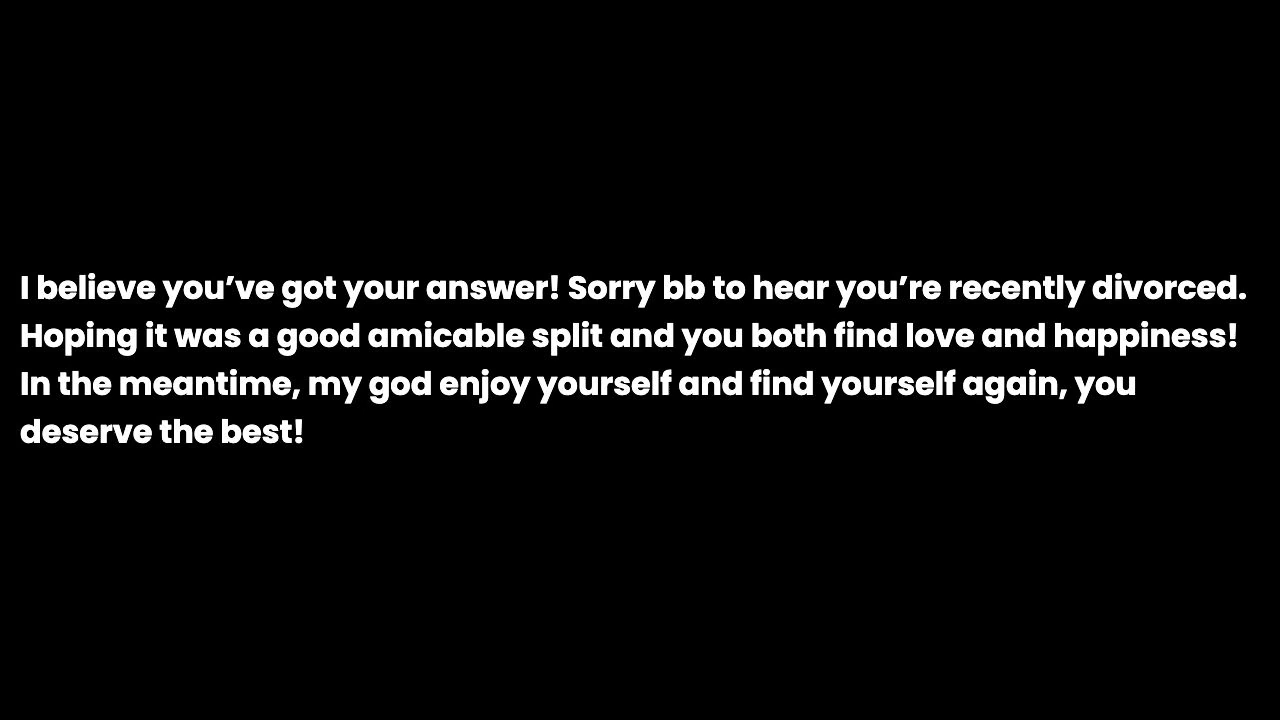 I believe you’ve got your answer! Sorry bb to hear you’re recently divorced.
Hoping it was a good amicable split and you both find love and happiness!
In the meantime, my god enjoy yourself and find yourself again, you
deserve the best!